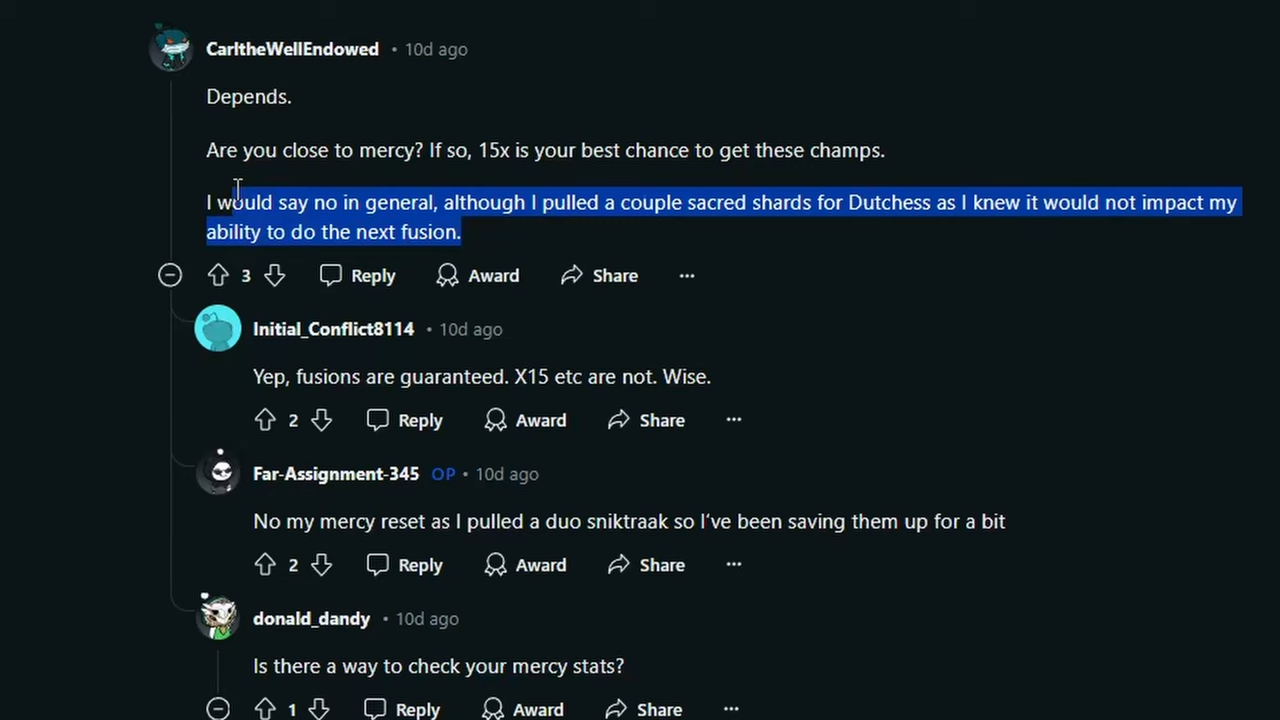 CarltheWellEndowed • 10d ago
Depends.
Are you close to mercy? If so, 15x is your best chance to get these champs.
I would say no in general, although I pulled a couple sacred shards for Dutchess as I knew it would not impact my
ability to do the next fusion.
3 Reply Award Share ...
Initial_Conflict8114 • 10d ago
Yep, fusions are guaranteed. X15 etc are not. Wise.
2 Reply Award Share ...
Far-Assignment-345 OP • 10d ago
No my mercy reset as I pulled a duo sniktraak so I've been saving them up for a bit
2 Reply Award Share ...
donald_dandy • 10d ago
Is there a way to check your mercy stats?
1 Reply Award Share ...